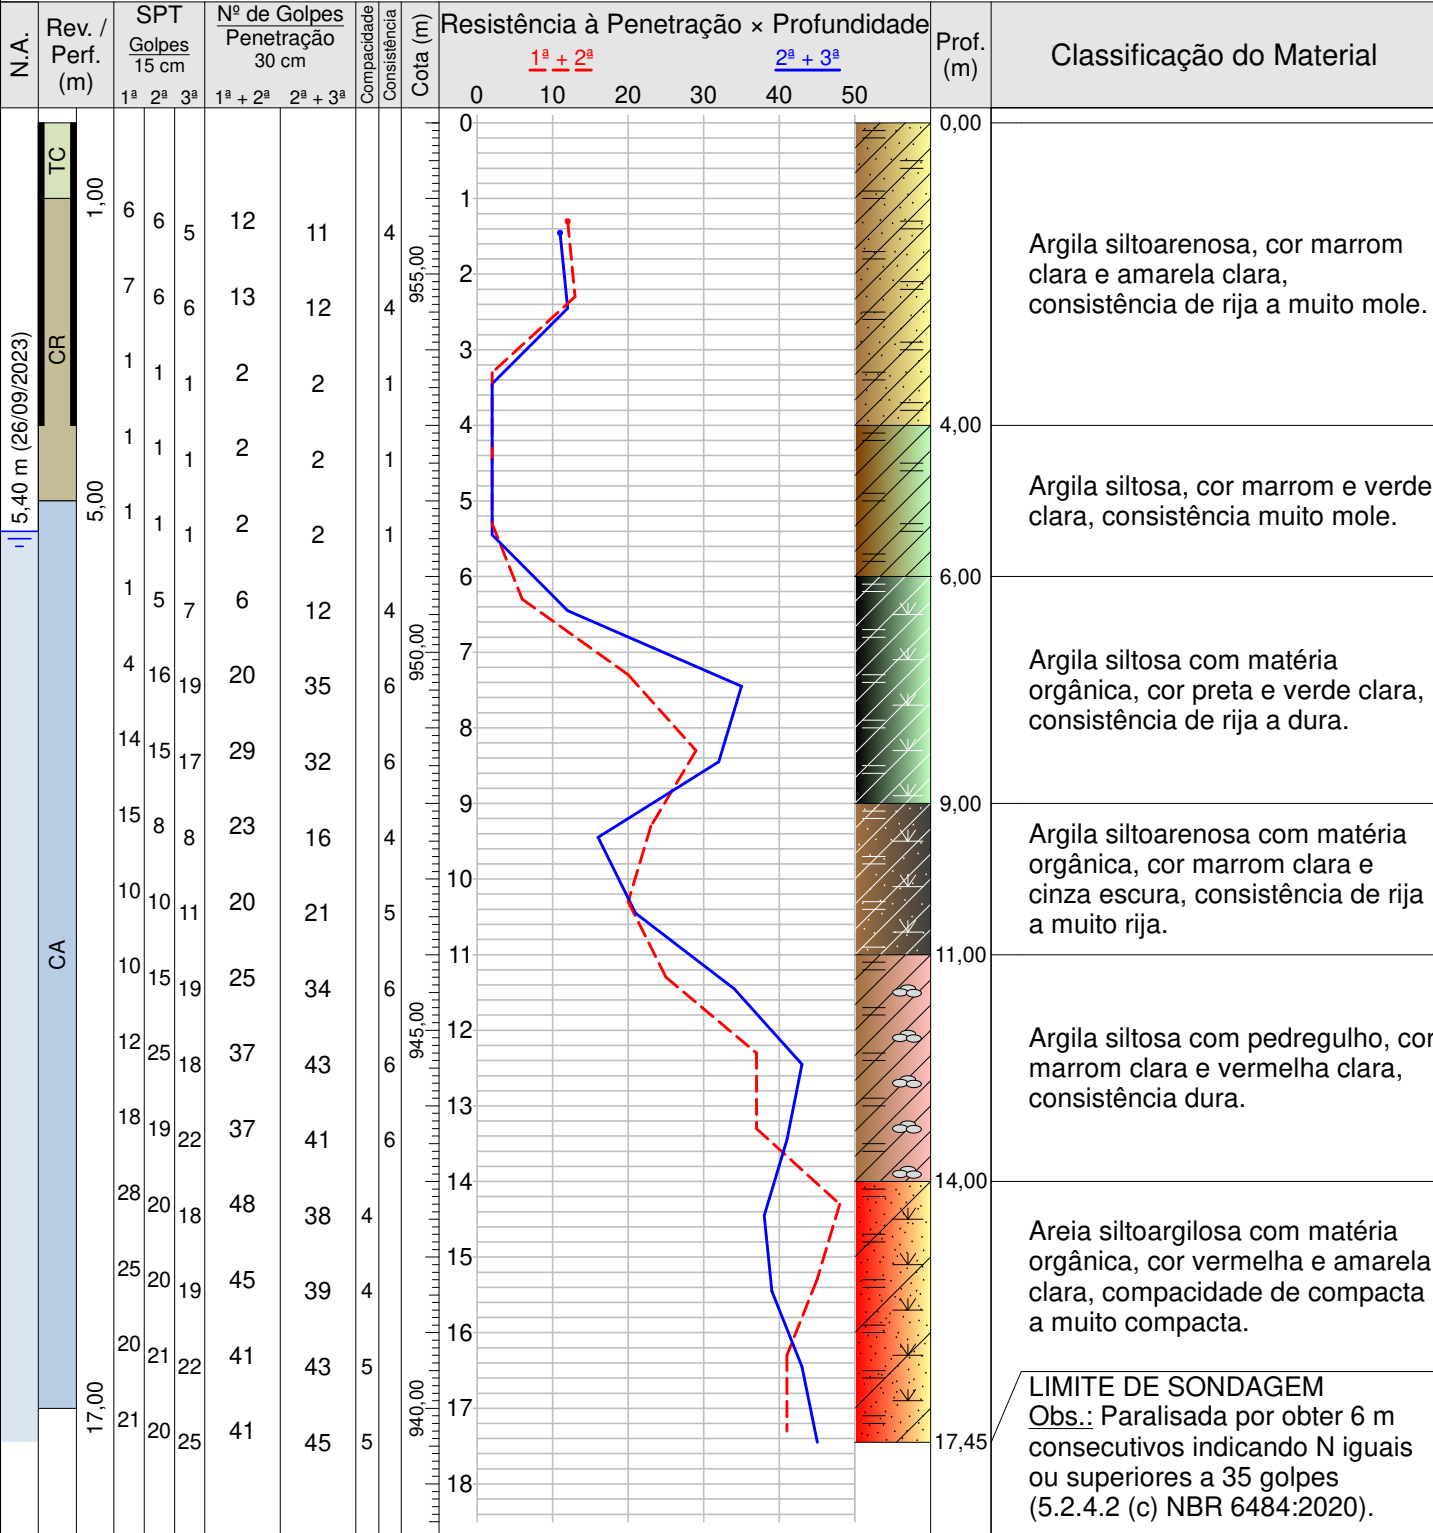 N.A.
Rev. /
Perf.
(m)
SPT
Golpes
15 cm
1ª 2ª 3ª
Nº de Golpes
Penetração
30 cm
1ª + 2ª 2ª + 3ª
Compacidade
Consistência
Cota (m)
Resistência à Penetração × Profundidade
1ª + 2ª 2ª + 3ª
0 10 20 30 40 50
Prof.
(m)
Classificação do Material
0 0,00
TC
1,00
1
6 6 5 12 11 4
Argila siltoarenosa, cor marrom
clara e amarela clara,
consistência de rija a muito mole.
955,00
2
7 6 6 13 12 4
CR
3
1 1 1 2 2 1
5,40 m (26/09/2023)
4 4,00
1 1 1 2 2 1
Argila siltosa, cor marrom e verde
clara, consistência muito mole.
5,00
5
1 1 1 2 2 1
6 6,00
1 5 7 6 12 4
950,00
7
4 16 19 20 35 6
Argila siltosa com matéria
orgânica, cor preta e verde clara,
consistência de rija a dura.
8
14 15 17 29 32 6
9 9,00
15 8 8 23 16 4
Argila siltoarenosa com matéria
orgânica, cor marrom clara e
cinza escura, consistência de rija
a muito rija.
10
10 10 11 20 21 5
CA
11 11,00
10 15 19 25 34 6
945,00
12
12 25 18 37 43 6
Argila siltosa com pedregulho, cor
marrom clara e vermelha clara,
consistência dura.
13
18 19 22 37 41 6
14 14,00
28 20 18 48 38 4
Areia siltoargilosa com matéria
orgânica, cor vermelha e amarela
clara, compacidade de compacta
a muito compacta.
15
25 20 19 45 39 4
16
20 21 22 41 43 5
17,00
940,00
17
21 20 25 41 45 5
17,45
LIMITE DE SONDAGEM
Obs.: Paralisada por obter 6 m
consecutivos indicando N iguais
ou superiores a 35 golpes
(5.2.4.2 (c) NBR 6484:2020).
18